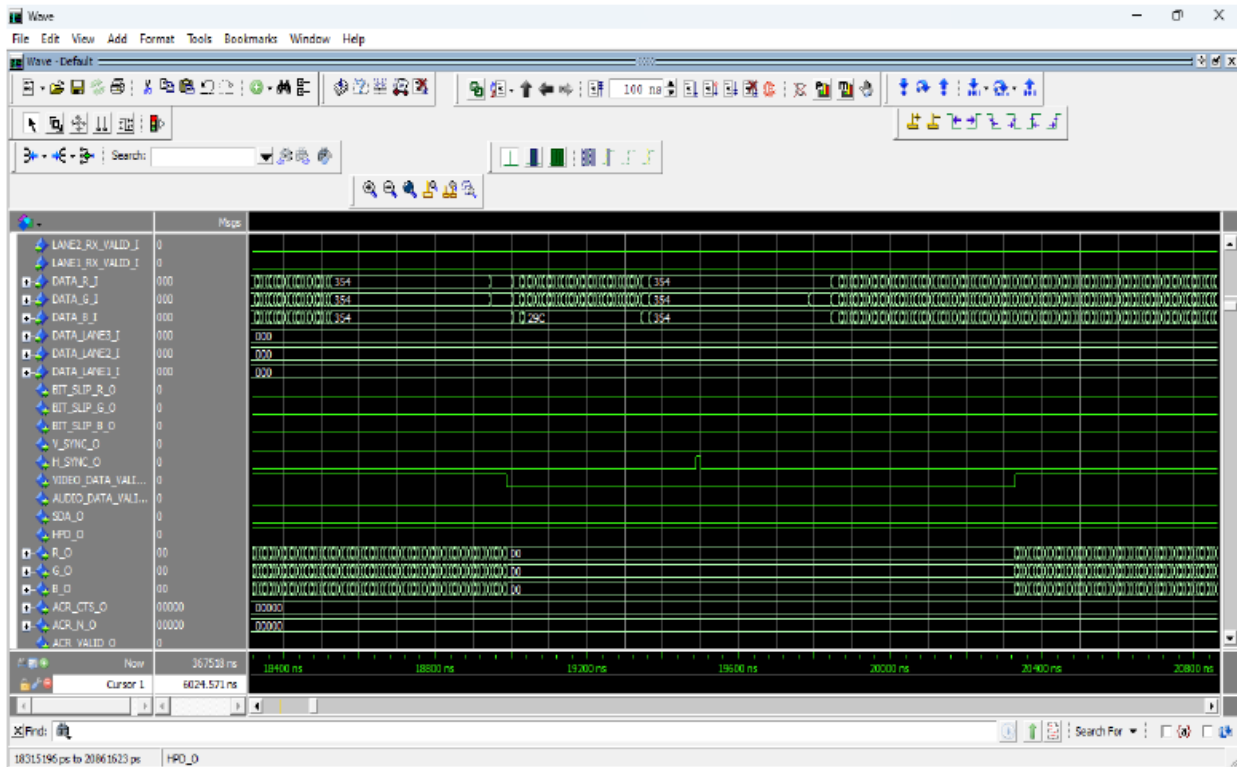 Wave
File Edit View Add Format Tools Bookmarks Window Help
Wave - Default
100 ns
Search:
Msgs
LANE2_RX_VALID_I 0
LANE1_RX_VALID_I 0
DATA_R_I 000 354 354
DATA_G_I 000 354 354
DATA_B_I 000 354 29C 354
DATA_LANE3_I 000 000
DATA_LANE2_I 000 000
DATA_LANE1_I 000 000
BIT_SLIP_R_O 0
BIT_SLIP_G_O 0
BIT_SLIP_B_O 0
V_SYNC_O 0
H_SYNC_O 0
VIDEO_DATA_VALI... 0
AUDIO_DATA_VALI... 0
SDA_O 0
HPD_O 0
R_O 00 00
G_O 00 00
B_O 00 00
ACR_CTS_O 00000 00000
ACR_N_O 00000 00000
ACR_VALID_O 0
Now 367518 ns 18400 ns 18800 ns 19200 ns 19600 ns 20000 ns 20400 ns 20800 ns
Cursor 1 6024.571 ns
Find: Search For
18315196 ps to 20861623 ps HPD_O